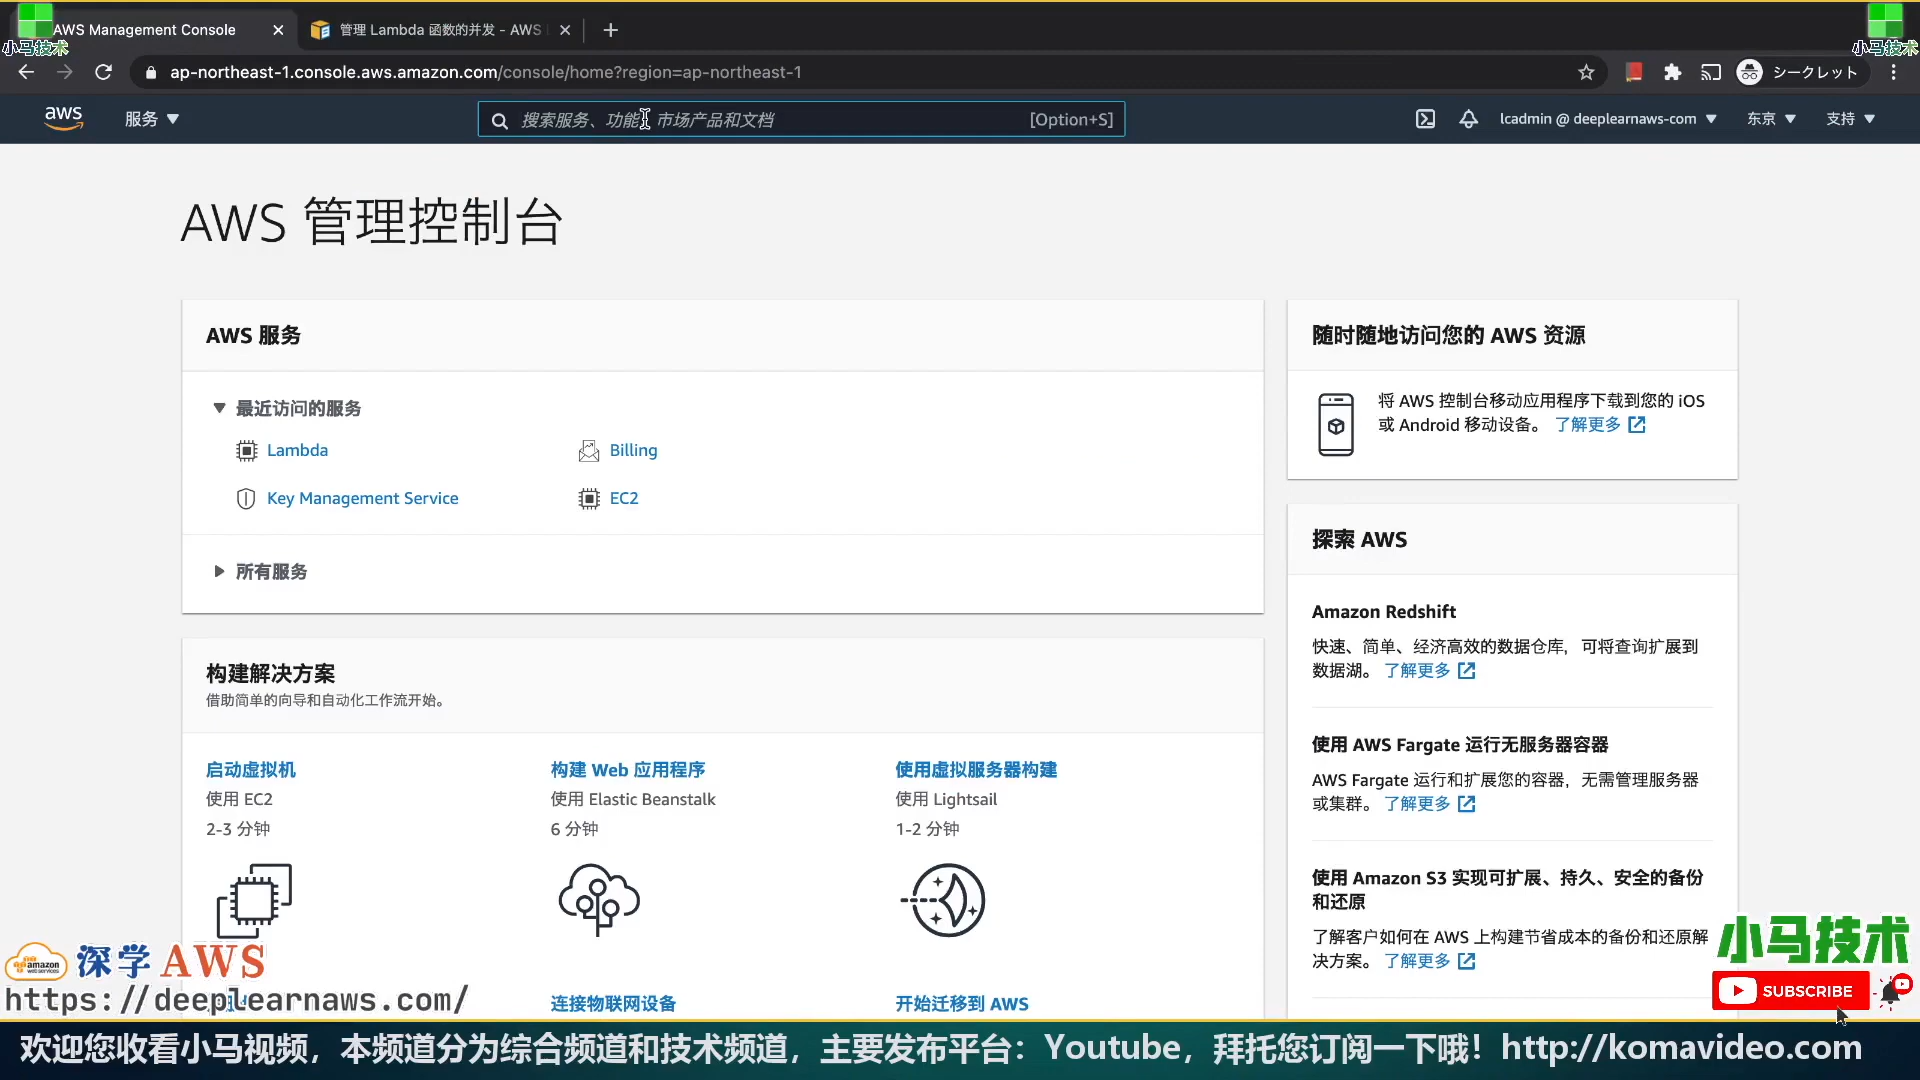 AWS Management Console
管理 Lambda 函数的并发 - AWS
小马技术
小马技术
ap-northeast-1.console.aws.amazon.com/console/home?region=ap-northeast-1
シークレット
aws
服务
搜索服务、功能、市场产品和文档
[Option+S]
lcadmin @ deeplearnaws-com
东京
支持
AWS 管理控制台
AWS 服务
最近访问的服务
Lambda
Billing
Key Management Service
EC2
所有服务
随时随地访问您的 AWS 资源
将 AWS 控制台移动应用程序下载到您的 iOS
或 Android 移动设备。 了解更多
构建解决方案
借助简单的向导和自动化工作流开始。
启动虚拟机
使用 EC2
2-3 分钟
构建 Web 应用程序
使用 Elastic Beanstalk
6 分钟
使用虚拟服务器构建
使用 Lightsail
1-2 分钟
连接物联网设备
开始迁移到 AWS
探索 AWS
Amazon Redshift
快速、简单、经济高效的数据仓库，可将查询扩展到
数据湖。 了解更多
使用 AWS Fargate 运行无服务器容器
AWS Fargate 运行和扩展您的容器，无需管理服务器
或集群。 了解更多
使用 Amazon S3 实现可扩展、持久、安全的备份
和还原
了解客户如何在 AWS 上构建节省成本的备份和还原解
决方案。 了解更多
amazon
web services
深学 AWS
https://deeplearnaws.com/
小马技术
SUBSCRIBE
欢迎您收看小马视频，本频道分为综合频道和技术频道，主要发布平台：Youtube，拜托您订阅一下哦！http://komavideo.com